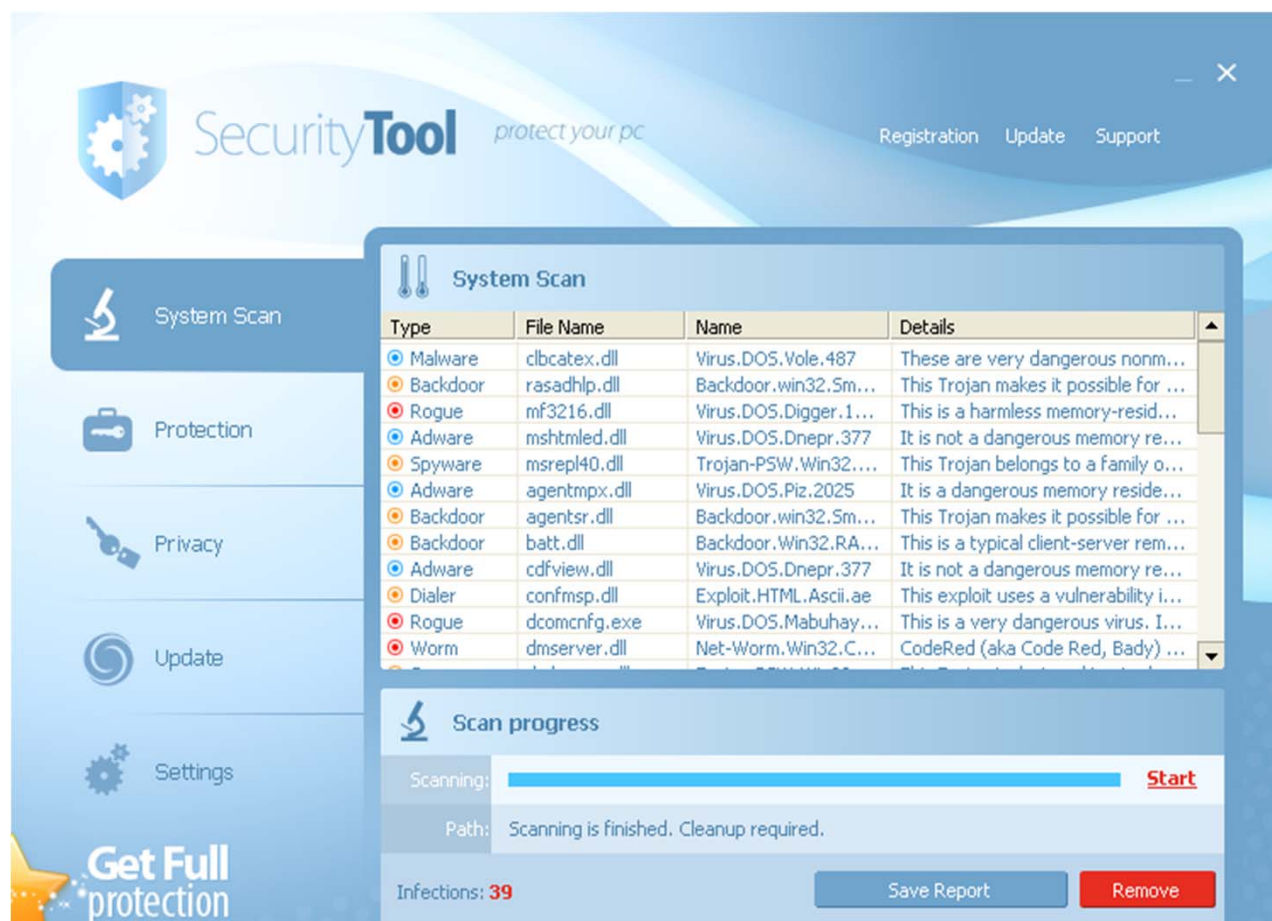 SecurityTool protect your pc
Registration Update Support
System Scan
Protection
Privacy
Update
Settings
Get Full
protection
System Scan
Type File Name Name Details
Malware clbcatex.dll Virus.DOS.Vole.487 These are very dangerous nonm...
Backdoor rasadhlp.dll Backdoor.win32.Sm... This Trojan makes it possible for ...
Rogue mf3216.dll Virus.DOS.Digger.1... This is a harmless memory-resid...
Adware mshtmled.dll Virus.DOS.Dnepr.377 It is not a dangerous memory re...
Spyware msrepl40.dll Trojan-PSW.Win32.... This Trojan belongs to a family o...
Adware agentmpx.dll Virus.DOS.Piz.2025 It is a dangerous memory reside...
Backdoor agentsr.dll Backdoor.win32.Sm... This Trojan makes it possible for ...
Backdoor batt.dll Backdoor.Win32.RA... This is a typical client-server rem...
Adware cdfview.dll Virus.DOS.Dnepr.377 It is not a dangerous memory re...
Dialer confmsp.dll Exploit.HTML.Ascii.ae This exploit uses a vulnerability i...
Rogue dcomcnfg.exe Virus.DOS.Mabuhay... This is a very dangerous virus. I...
Worm dmserver.dll Net-Worm.Win32.C... CodeRed (aka Code Red, Bady) ...
Scan progress
Scanning: Start
Path: Scanning is finished. Cleanup required.
Infections: 39 Save Report Remove